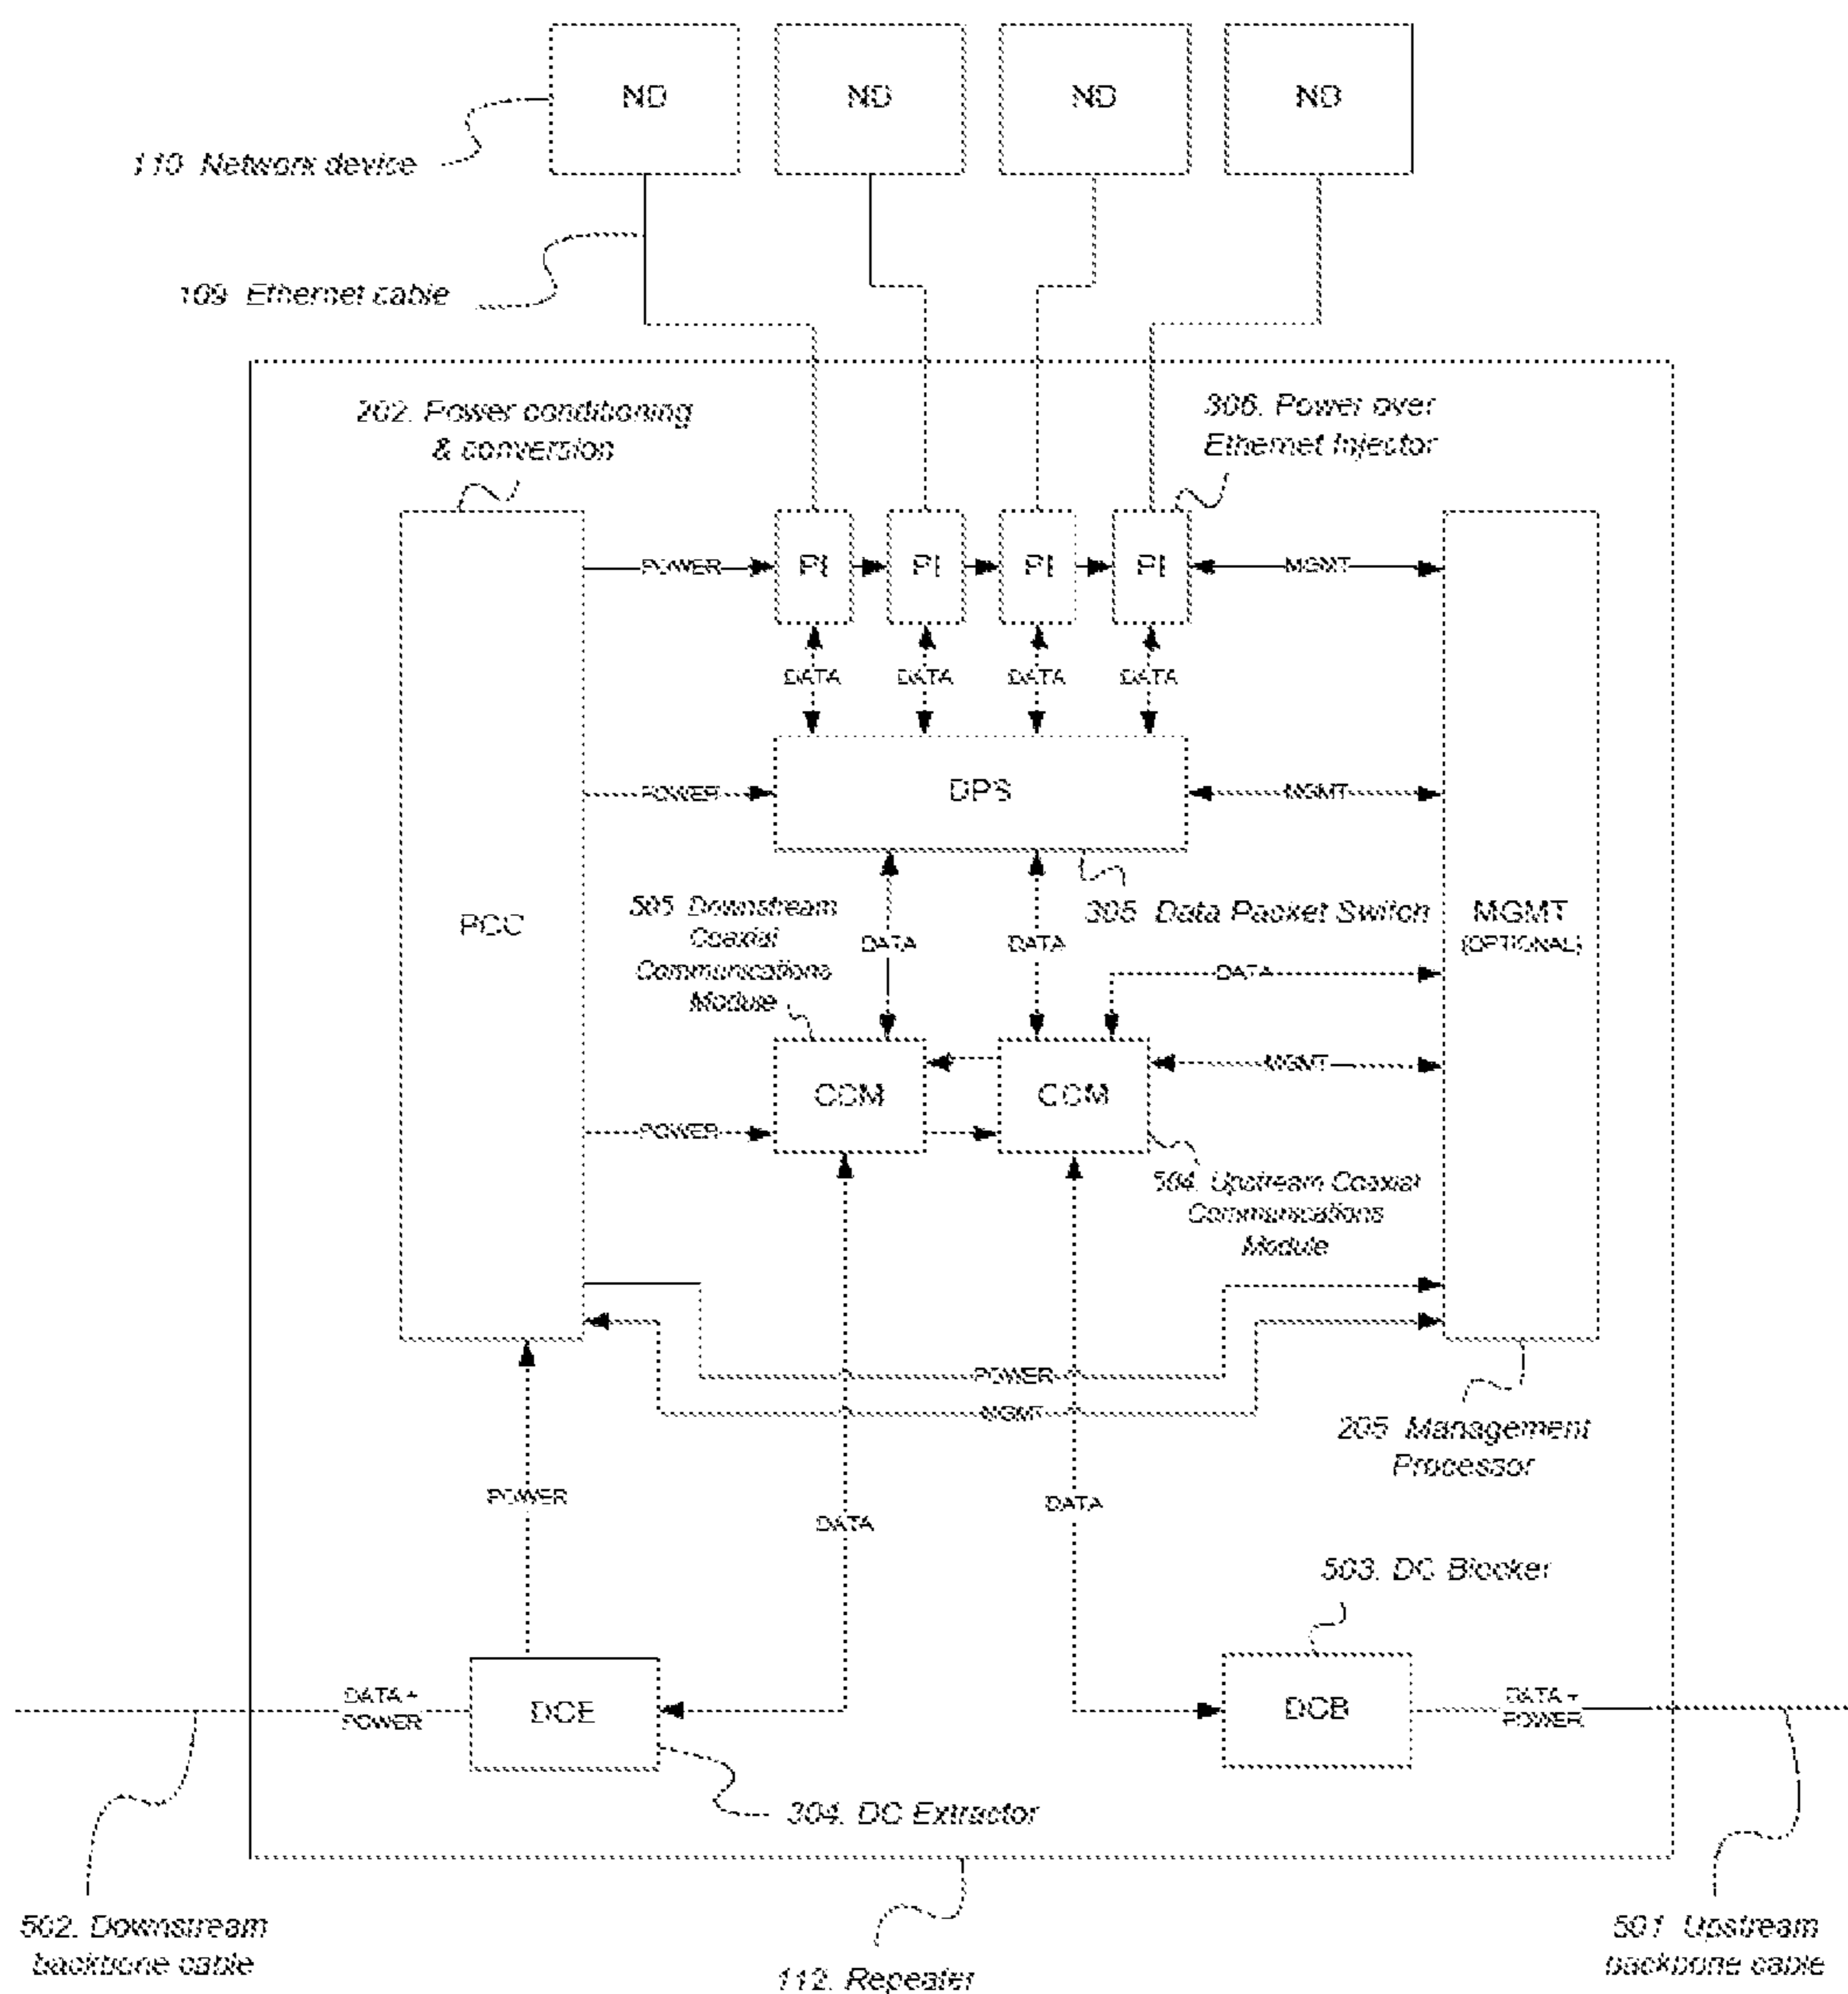 ND ND ND ND
110 Network device
109 Ethernet cable
202. Power conditioning
& conversion
306. Power over
Ethernet Injector
POWER PI PI PI PI MGMT
DATA DATA DATA DATA
POWER DPS MGMT
305 Data Packet Switch
505 Downstream
Coaxial
Communications
Module
PCC
DATA DATA
MGMT
(OPTIONAL)
DATA
CCM CCM
MGMT
POWER
504. Upstream Coaxial
Communications
Module
POWER
MGMT
205 Management
Processor
POWER
DATA
DATA
503. DC Blocker
DATA +
POWER
DCE
DCB
DATA +
POWER
304. DC Extractor
502. Downstream
backbone cable
501 Upstream
backbone cable
112. Repeater